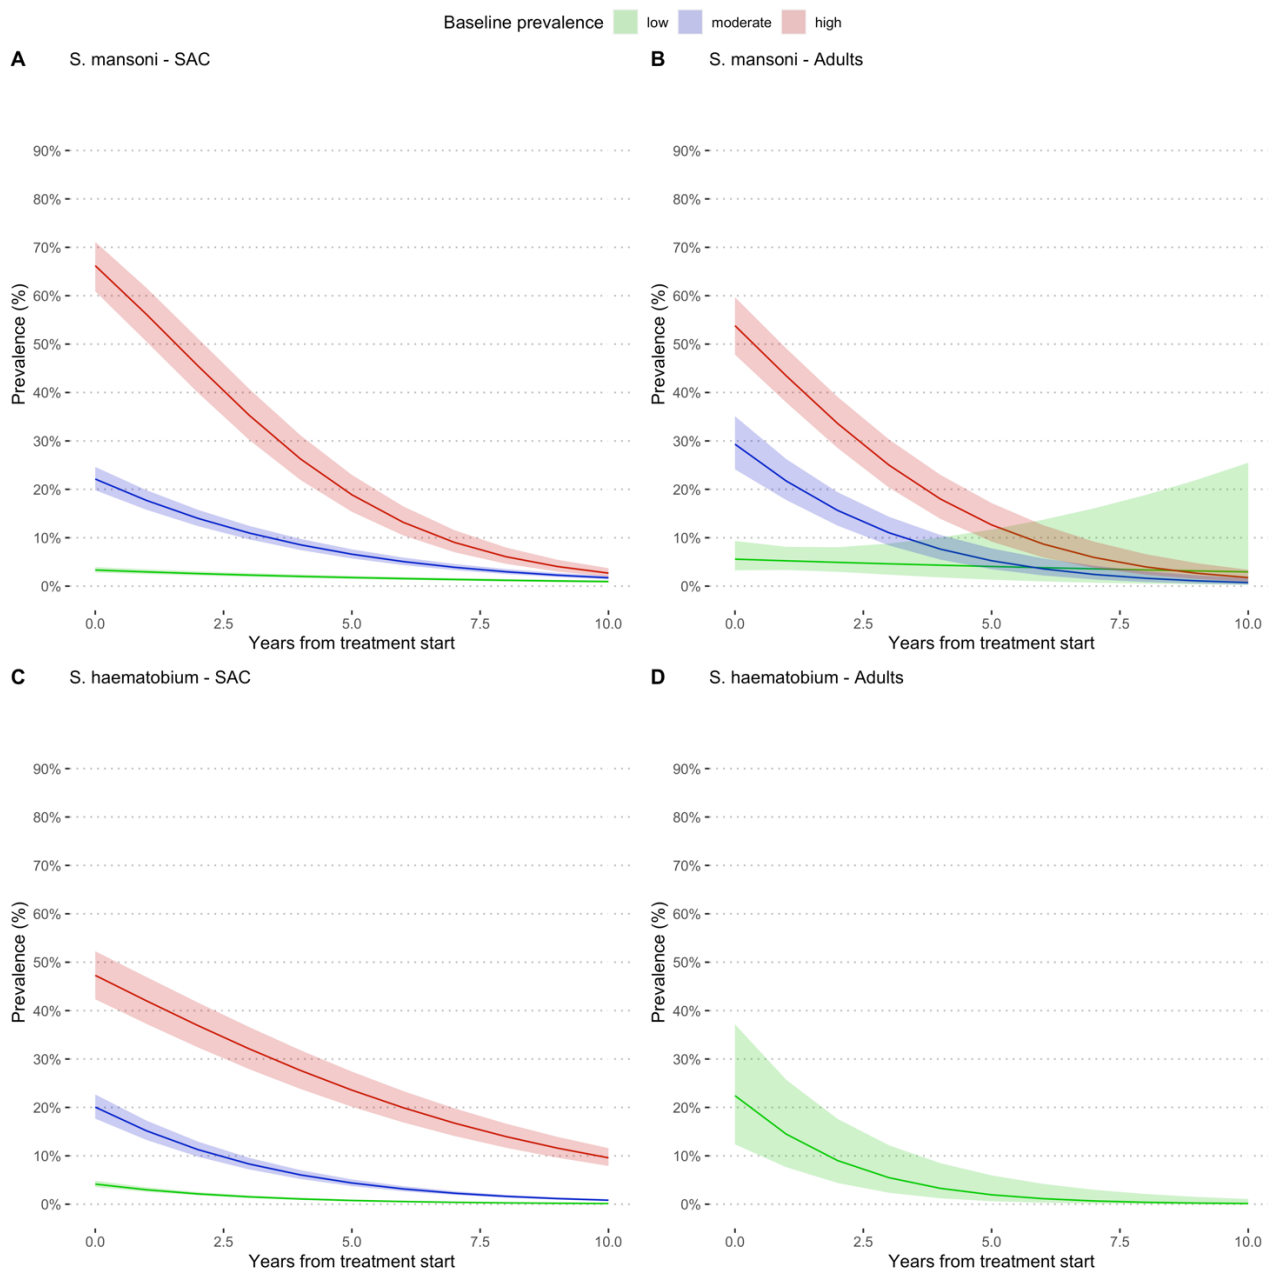 Baseline prevalence low moderate high
A S. mansoni - SAC
90%
80%
70%
60%
50%
40%
30%
20%
10%
0%
Prevalence (%)
0.0 2.5 5.0 7.5 10.0
Years from treatment start
B S. mansoni - Adults
90%
80%
70%
60%
50%
40%
30%
20%
10%
0%
Prevalence (%)
0.0 2.5 5.0 7.5 10.0
Years from treatment start
C S. haematobium - SAC
90%
80%
70%
60%
50%
40%
30%
20%
10%
0%
Prevalence (%)
0.0 2.5 5.0 7.5 10.0
Years from treatment start
D S. haematobium - Adults
90%
80%
70%
60%
50%
40%
30%
20%
10%
0%
Prevalence (%)
0.0 2.5 5.0 7.5 10.0
Years from treatment start